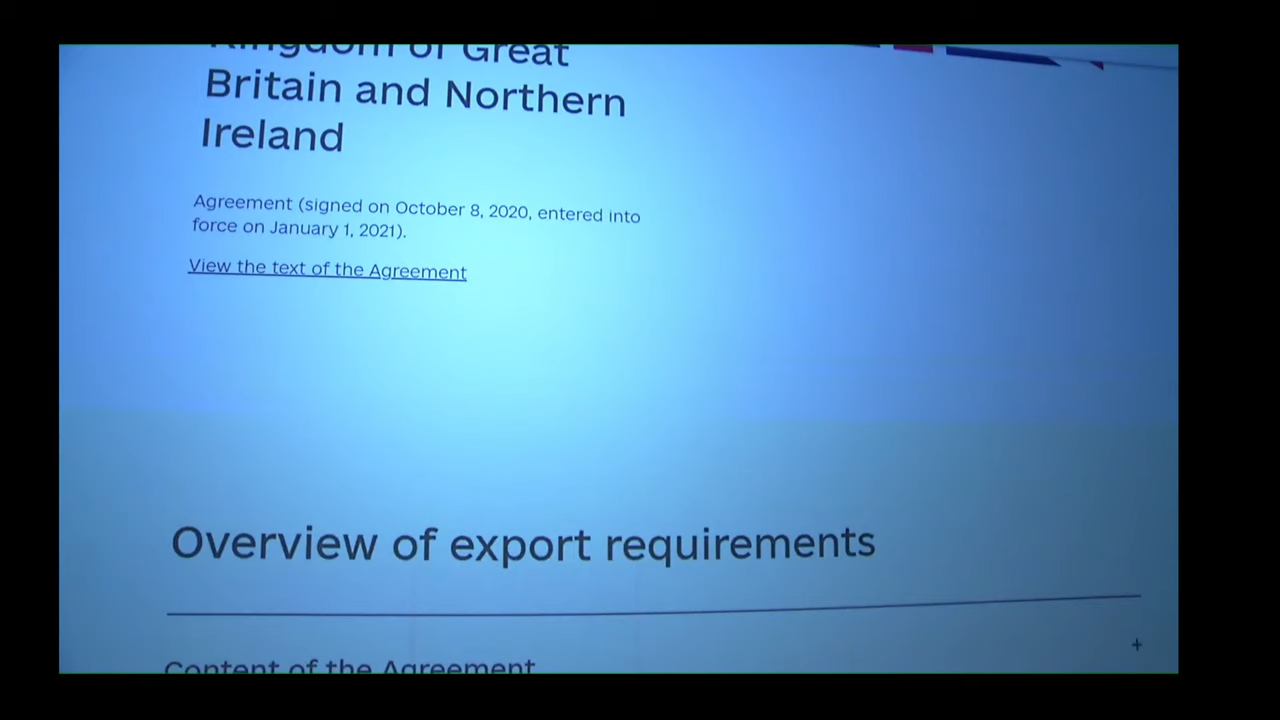 Kingdom of Great
Britain and Northern
Ireland
Agreement (signed on October 8, 2020, entered into
force on January 1, 2021).
View the text of the Agreement
Overview of export requirements
+
Content of the Agreement